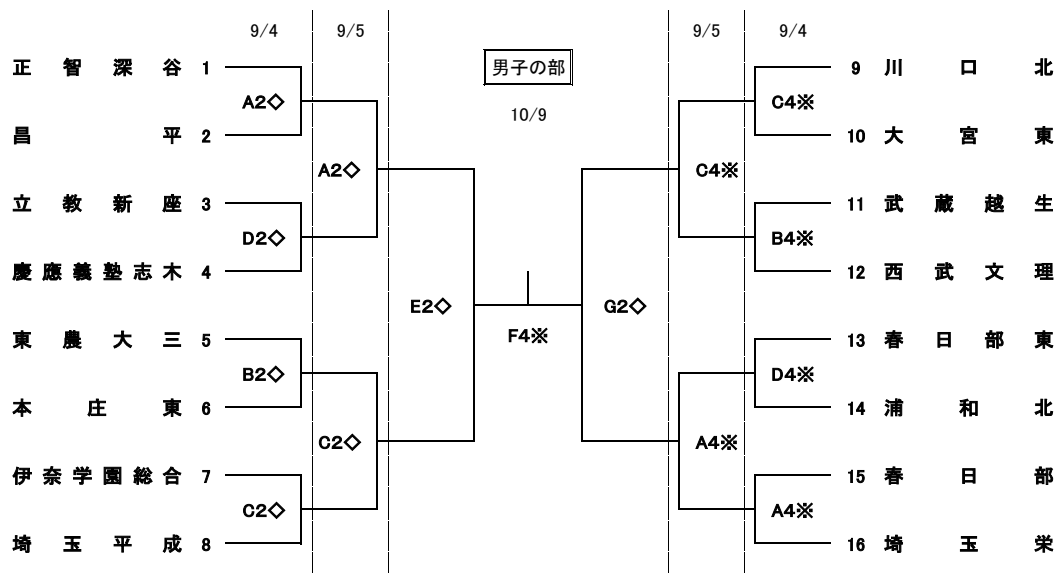 9/4 9/5 9/5 9/4
男子の部
10/9
正智深谷 1
A2◇
昌平 2
A2◇
立教新座 3
D2◇
慶應義塾志木 4
E2◇
東農大三 5
B2◇
本庄東 6
C2◇
伊奈学園総合 7
C2◇
埼玉平成 8
F4※
9 川口北
C4※
10 大宮東
C4※
11 武蔵越生
B4※
12 西武文理
G2◇
13 春日部東
D4※
14 浦和北
A4※
15 春日部
A4※
16 埼玉栄